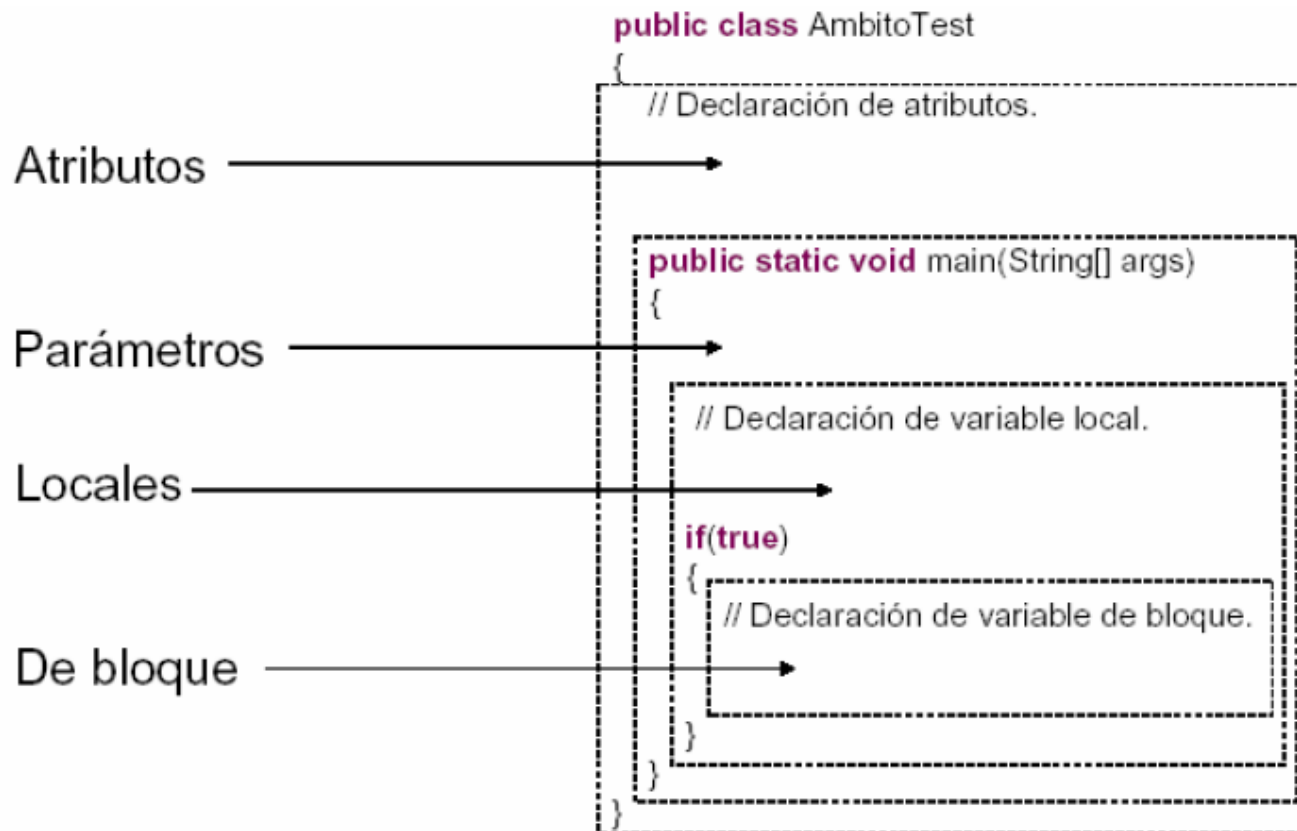 public class AmbitoTest
{
// Declaración de atributos.
Atributos
public static void main(String[] args)
{
Parámetros
// Declaración de variable local.
Locales
if(true)
{
// Declaración de variable de bloque.
De bloque
}
}
}